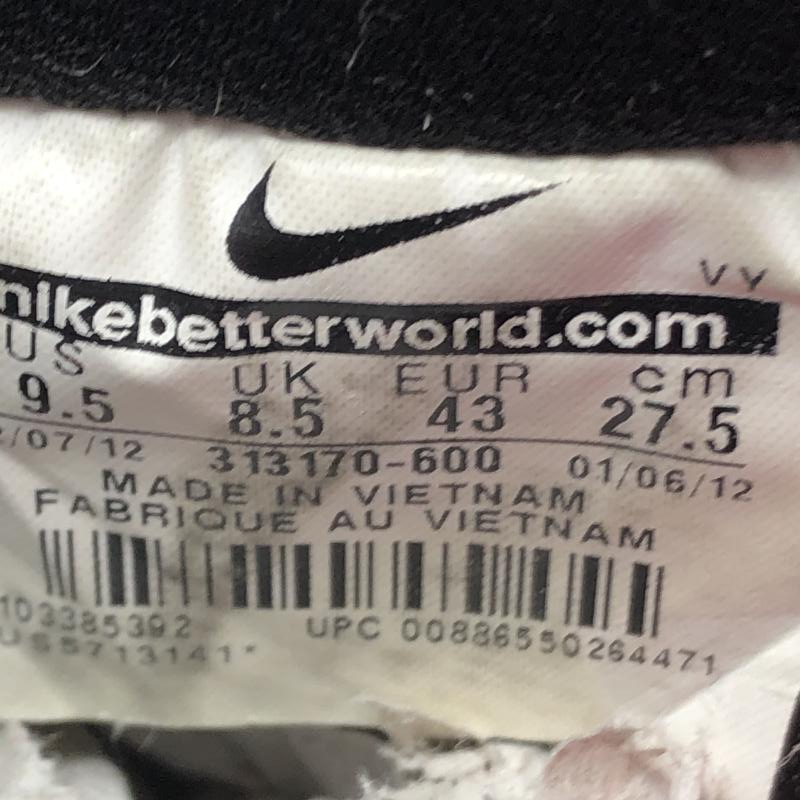 VY
nikebetterworld.com
US UK EUR cm
9.5 8.5 43 27.5
/07/12 313170-600 01/06/12
MADE IN VIETNAM
FABRIQUE AU VIETNAM
103385392 UPC 00886550264471
US5713141*